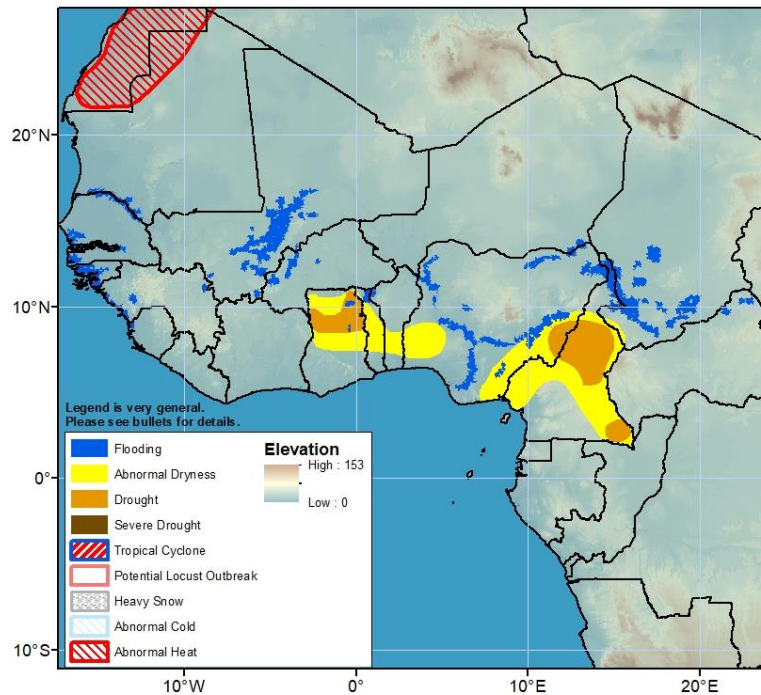 20°N
10°N
0°
10°S
Legend is very general.
Please see bullets for details.
Flooding
Abnormal Dryness
Drought
Severe Drought
Tropical Cyclone
Potential Locust Outbreak
Heavy Snow
Abnormal Cold
Abnormal Heat
Elevation
High : 153
Low : 0
10°W
0°
10°E
20°E